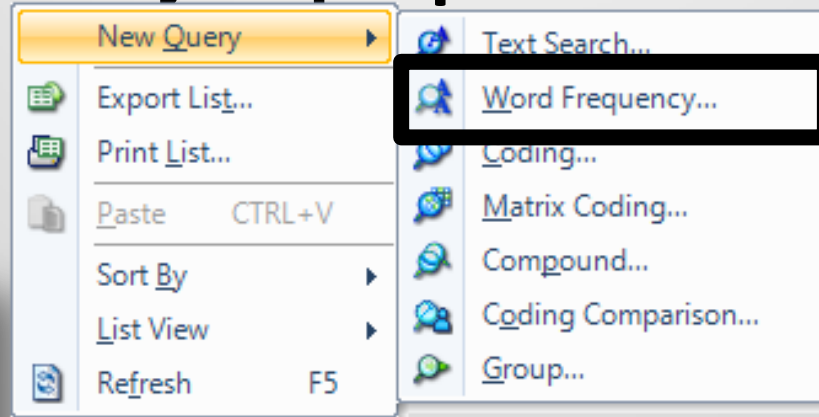 New Query
Export List...
Print List...
Paste CTRL+V
Sort By
List View
Refresh F5
Text Search...
Word Frequency...
Coding...
Matrix Coding...
Compound...
Coding Comparison...
Group...